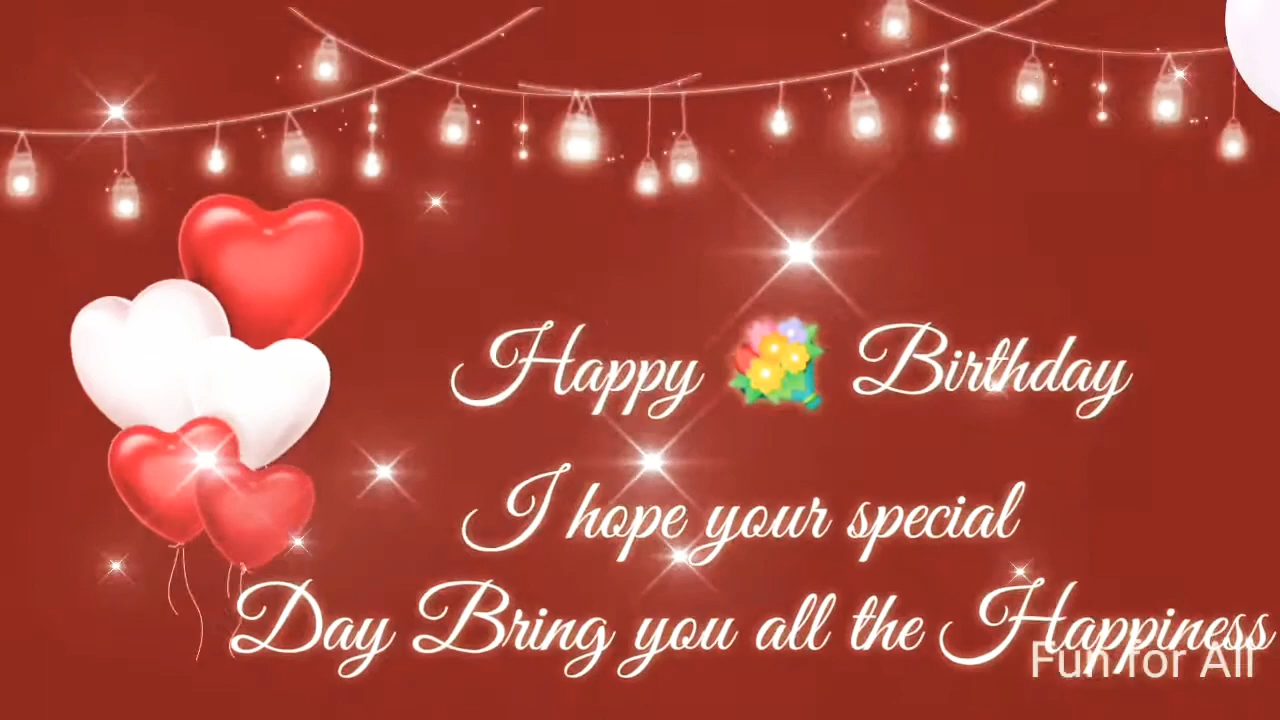 Happy 💐 Birthday
I hope your special
Day Bring you all the Happiness
Fun for All